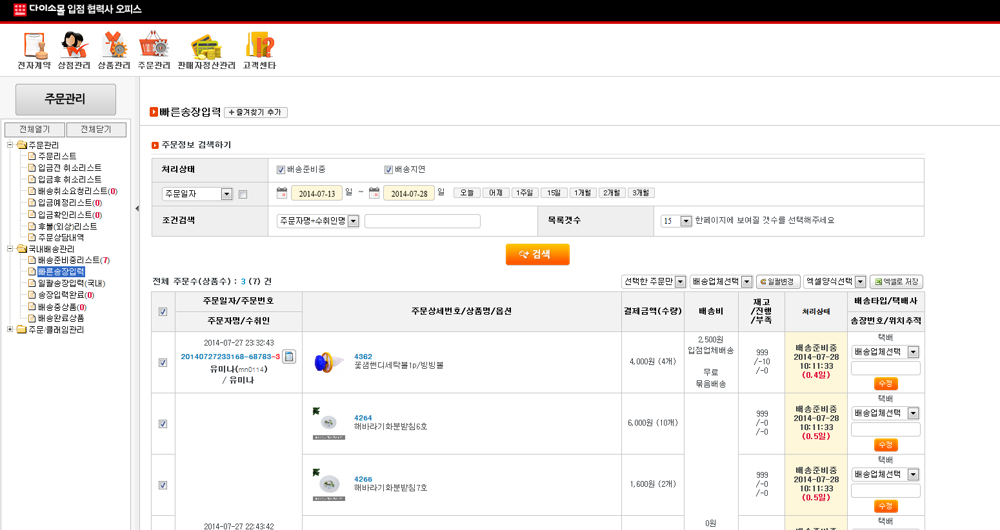 다이소몰 입점 협력사 오피스
전자계약 상점관리 상품관리 주문관리 판매자정산관리 고객센타
주문관리
전체열기 전체닫기
주문관리
주문리스트
입금전 취소리스트
입금후 취소리스트
배송취소요청리스트(0)
입금예정리스트(0)
입금확인리스트(0)
후불(외상)리스트
주문상담내역
국내배송관리
배송준비중리스트(7)
빠른송장입력
일괄송장입력(국내)
송장입력완료(0)
배송중상품(0)
배송완료상품
주문/클래임관리
빠른송장입력 +즐겨찾기 추가
주문정보 검색하기
처리상태 배송준비중 배송지연
주문일자 2014-07-13 일 ~ 2014-07-28 일 오늘 어제 1주일 15일 1개월 2개월 3개월
조건검색 주문자명+수취인명 목록갯수 15 한페이지에 보여질 갯수를 선택해주세요
검색
전체 주문수(상품수) : 3 (7) 건 선택한 주문만 배송업체선택 일괄변경 엑셀양식선택 엑셀로 저장
주문일자/주문번호
주문자명/수취인
주문상세번호/상품명/옵션
결제금액(수량)
배송비
재고
/진행
/부족
처리상태
배송타입/택배사
송장번호/위치추적
2014-07-27 23:32:43
20140727233168-68783-3
유미나(mn0114)
/ 유미나
4362
꽃샘핸디세탁볼1p/빙빙볼
4,000원 (4개)
2,500원
입점업체배송
무료
묶음배송
999
/-10
/-0
배송준비중
2014-07-28
10:11:33
(0.4일)
택배
배송업체선택
수정
4264
해바라기화분받침6호
6,000원 (10개)
999
/-0
/-0
배송준비중
2014-07-28
10:11:33
(0.5일)
택배
배송업체선택
수정
4266
해바라기화분받침7호
1,600원 (2개)
999
/-0
/-0
배송준비중
2014-07-28
10:11:33
(0.5일)
택배
배송업체선택
수정
2014-07-27 22:43:42
0원
택배